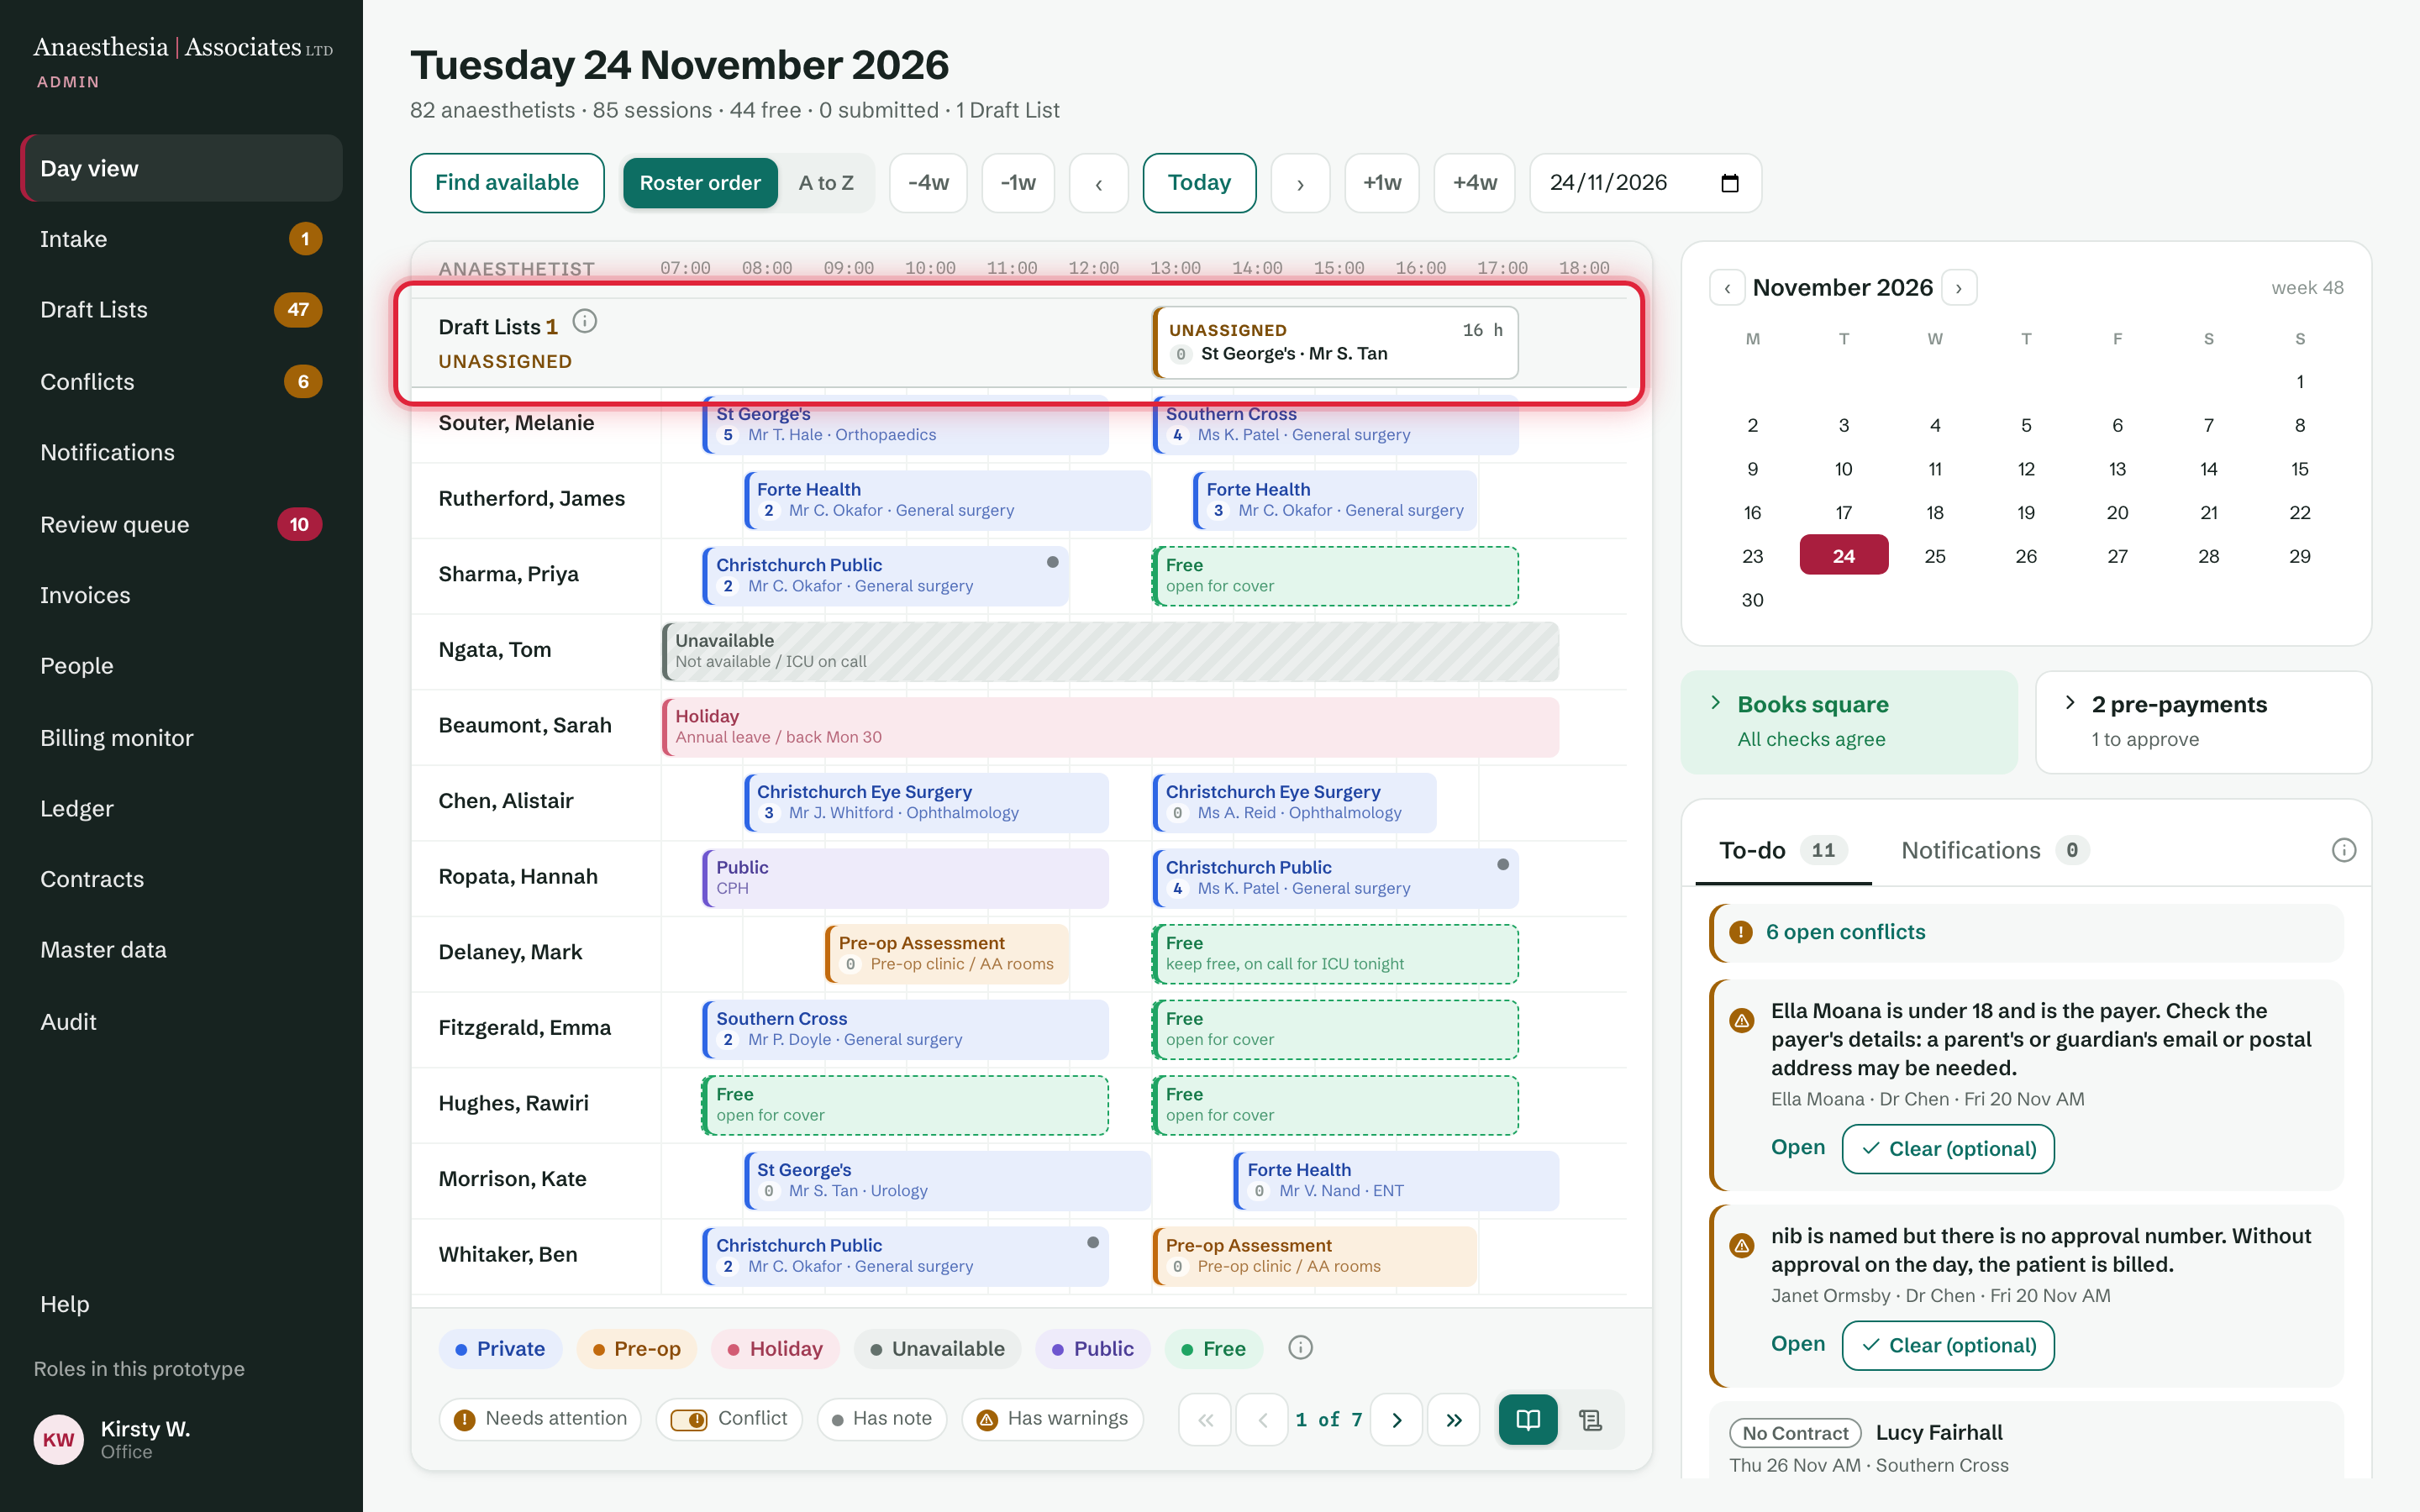 Anaesthesia | Associates LTD
ADMIN
Day view
Intake 1
Draft Lists 47
Conflicts 6
Notifications
Review queue 10
Invoices
People
Billing monitor
Ledger
Contracts
Master data
Audit
Help
Roles in this prototype
KW Kirsty W.
Office
Tuesday 24 November 2026
82 anaesthetists · 85 sessions · 44 free · 0 submitted · 1 Draft List
Find available Roster order A to Z -4w -1w ‹ Today › +1w +4w 24/11/2026
ANAESTHETIST 07:00 08:00 09:00 10:00 11:00 12:00 13:00 14:00 15:00 16:00 17:00 18:00
Draft Lists 1
UNASSIGNED
UNASSIGNED 16 h
0 St George's · Mr S. Tan
Souter, Melanie
St George's
5 Mr T. Hale · Orthopaedics
Southern Cross
4 Ms K. Patel · General surgery
Rutherford, James
Forte Health
2 Mr C. Okafor · General surgery
Forte Health
3 Mr C. Okafor · General surgery
Sharma, Priya
Christchurch Public
2 Mr C. Okafor · General surgery
Free
open for cover
Ngata, Tom
Unavailable
Not available / ICU on call
Beaumont, Sarah
Holiday
Annual leave / back Mon 30
Chen, Alistair
Christchurch Eye Surgery
3 Mr J. Whitford · Ophthalmology
Christchurch Eye Surgery
0 Ms A. Reid · Ophthalmology
Ropata, Hannah
Public
CPH
Christchurch Public
4 Ms K. Patel · General surgery
Delaney, Mark
Pre-op Assessment
0 Pre-op clinic / AA rooms
Free
keep free, on call for ICU tonight
Fitzgerald, Emma
Southern Cross
2 Mr P. Doyle · General surgery
Free
open for cover
Hughes, Rawiri
Free
open for cover
Free
open for cover
Morrison, Kate
St George's
0 Mr S. Tan · Urology
Forte Health
0 Mr V. Nand · ENT
Whitaker, Ben
Christchurch Public
2 Mr C. Okafor · General surgery
Pre-op Assessment
0 Pre-op clinic / AA rooms
Private Pre-op Holiday Unavailable Public Free
Needs attention Conflict Has note Has warnings « ‹ 1 of 7 › »
‹ November 2026 › week 48
M T W T F S S
1
2 3 4 5 6 7 8
9 10 11 12 13 14 15
16 17 18 19 20 21 22
23 24 25 26 27 28 29
30
Books square
All checks agree
2 pre-payments
1 to approve
To-do 11 Notifications 0
6 open conflicts
Ella Moana is under 18 and is the payer. Check the
payer's details: a parent's or guardian's email or postal
address may be needed.
Ella Moana · Dr Chen · Fri 20 Nov AM
Open Clear (optional)
nib is named but there is no approval number. Without
approval on the day, the patient is billed.
Janet Ormsby · Dr Chen · Fri 20 Nov AM
Open Clear (optional)
No Contract Lucy Fairhall
Thu 26 Nov AM · Southern Cross